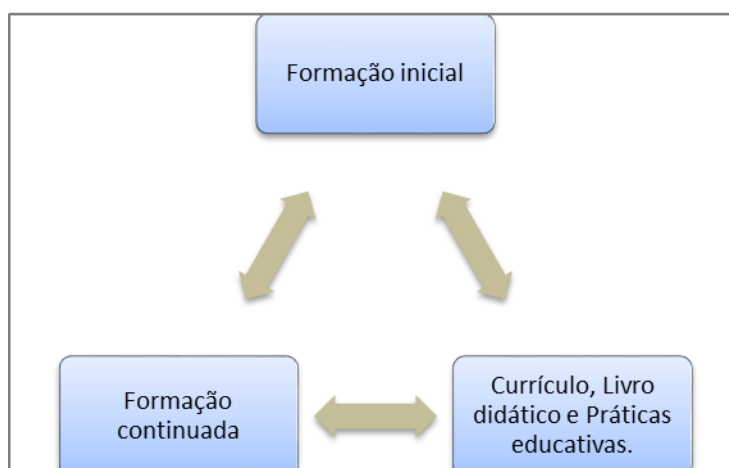 Formação inicial
Formação
continuada
Currículo, Livro
didático e Práticas
educativas.